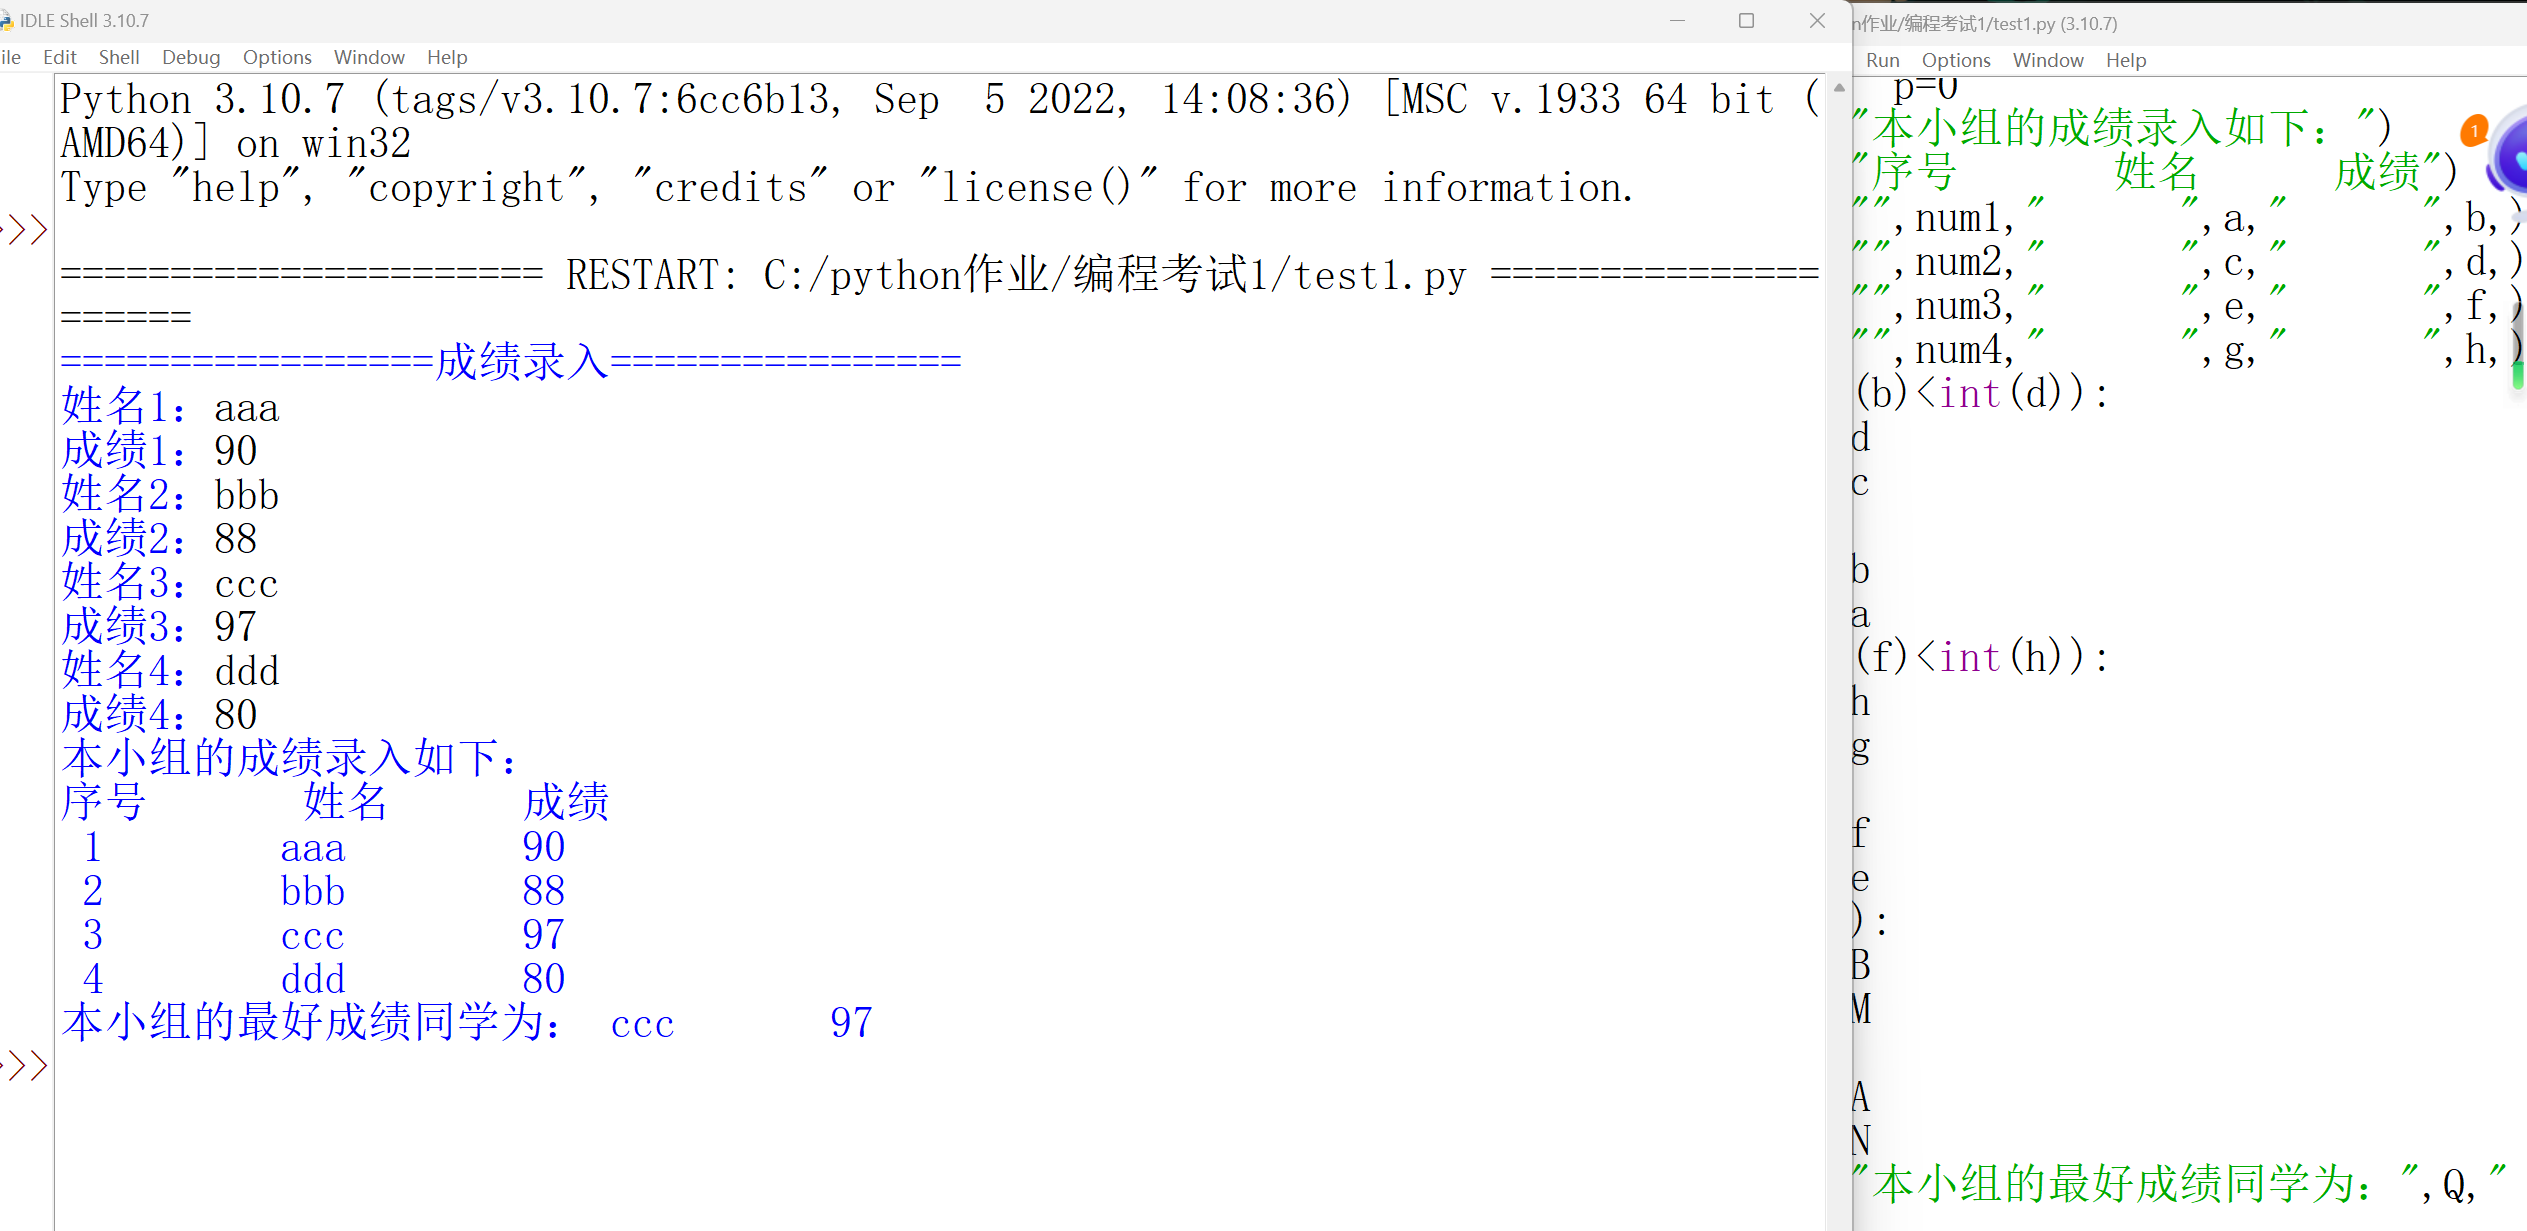 IDLE Shell 3.10.7
ile Edit Shell Debug Options Window Help
Python 3.10.7 (tags/v3.10.7:6cc6b13, Sep  5 2022, 14:08:36) [MSC v.1933 64 bit (
AMD64)] on win32
Type "help", "copyright", "credits" or "license()" for more information.
>>>
====================== RESTART: C:/python作业/编程考试1/test1.py ===============
======
=================成绩录入================
姓名1：aaa
成绩1：90
姓名2：bbb
成绩2：88
姓名3：ccc
成绩3：97
姓名4：ddd
成绩4：80
本小组的成绩录入如下：
序号       姓名      成绩
 1        aaa        90
 2        bbb        88
 3        ccc        97
 4        ddd        80
本小组的最好成绩同学为： ccc       97
>>>
n作业/编程考试1/test1.py (3.10.7)
Run Options Window Help
p=0
"本小组的成绩录入如下：")
"序号       姓名      成绩")
"",num1,"      ",a,"      ",b,)
"",num2,"      ",c,"      ",d,)
"",num3,"      ",e,"      ",f,)
"",num4,"      ",g,"      ",h,)
(b)<int(d)):
d
c
b
a
(f)<int(h)):
h
g
f
e
):
B
M
A
N
"本小组的最好成绩同学为：",Q,"
1